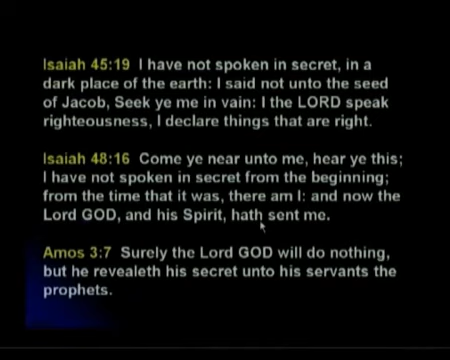 Isaiah 45:19 I have not spoken in secret, in a
dark place of the earth: I said not unto the seed
of Jacob, Seek ye me in vain: I the LORD speak
righteousness, I declare things that are right.
Isaiah 48:16 Come ye near unto me, hear ye this;
I have not spoken in secret from the beginning;
from the time that it was, there am I: and now the
Lord GOD, and his Spirit, hath sent me.
Amos 3:7 Surely the Lord GOD will do nothing,
but he revealeth his secret unto his servants the
prophets.